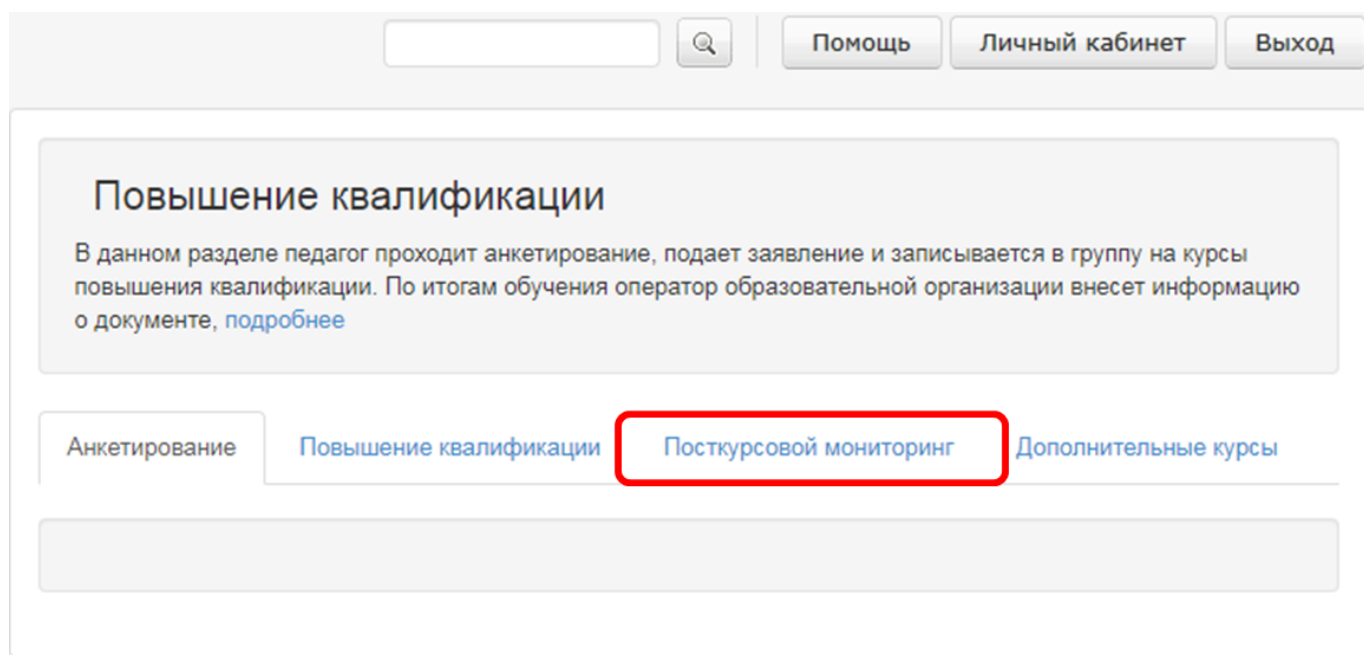 Помощь Личный кабинет Выход
Повышение квалификации
В данном разделе педагог проходит анкетирование, подает заявление и записывается в группу на курсы
повышения квалификации. По итогам обучения оператор образовательной организации внесет информацию
о документе, подробнее
Анкетирование Повышение квалификации Посткурсовой мониторинг Дополнительные курсы